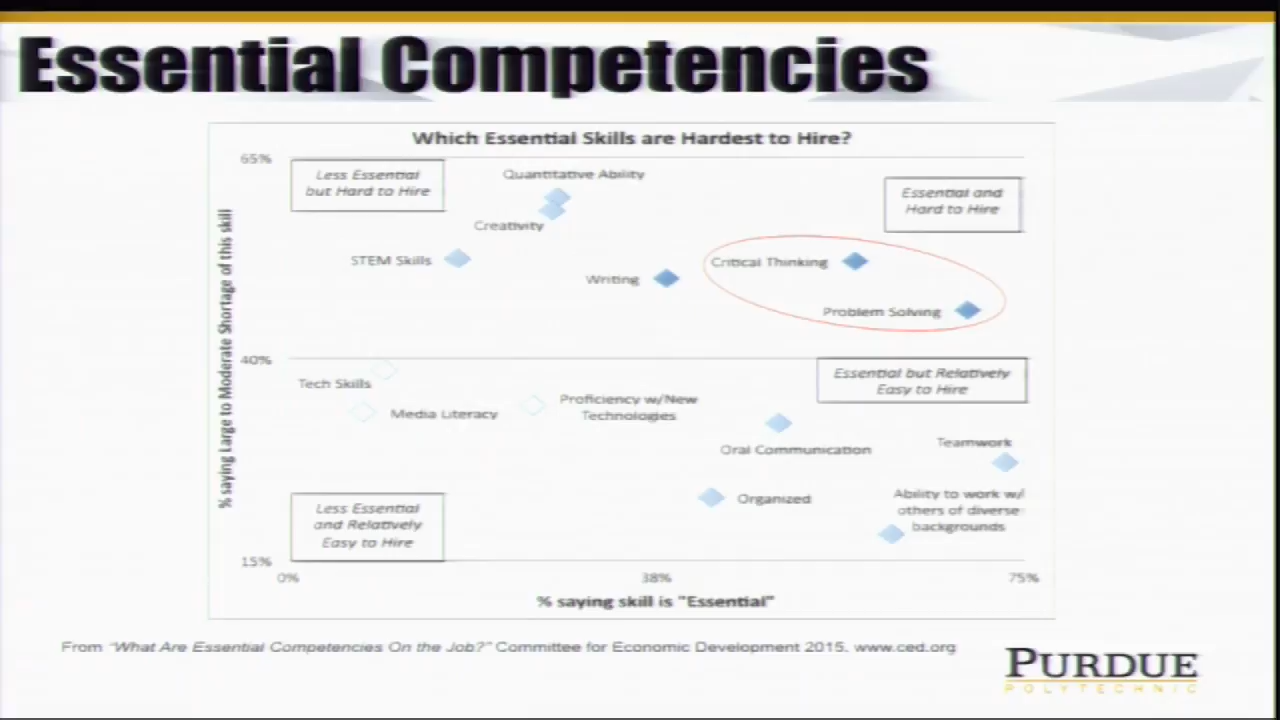 Essential Competencies
Which Essential Skills are Hardest to Hire?
65%
Less Essential
but Hard to Hire
Quantitative Ability
Essential and
Hard to Hire
Creativity
STEM Skills
Critical Thinking
Writing
Problem Solving
% saying Large to Moderate Shortage of this skill
40%
Essential but Relatively
Easy to Hire
Tech Skills
Proficiency w/New
Technologies
Media Literacy
Oral Communication
Teamwork
Organized
Ability to work w/
others of diverse
backgrounds
Less Essential
and Relatively
Easy to Hire
15%
0%
38%
75%
% saying skill is "Essential"
From "What Are Essential Competencies On the Job?" Committee for Economic Development 2015. www.ced.org
PURDUE
POLYTECHNIC